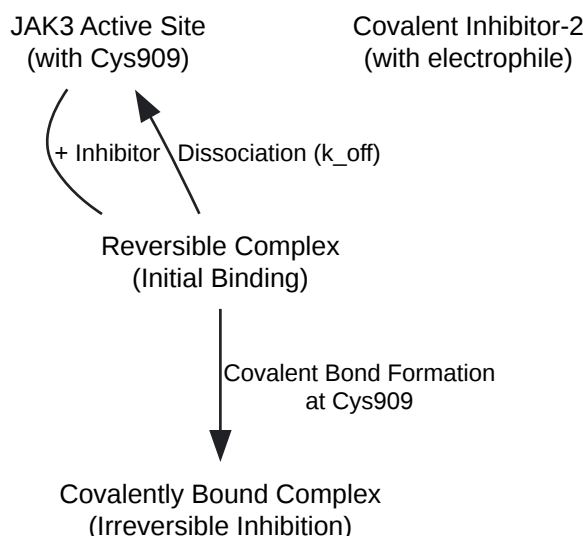 JAK3 Active Site
(with Cys909)
Covalent Inhibitor-2
(with electrophile)
+ Inhibitor
Dissociation (k_off)
Reversible Complex
(Initial Binding)
Covalent Bond Formation
at Cys909
Covalently Bound Complex
(Irreversible Inhibition)